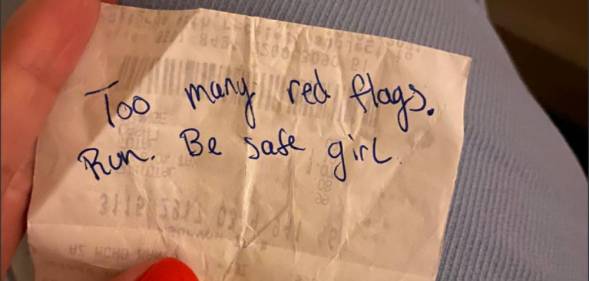 Too many red flags.
Run. Be safe girl.